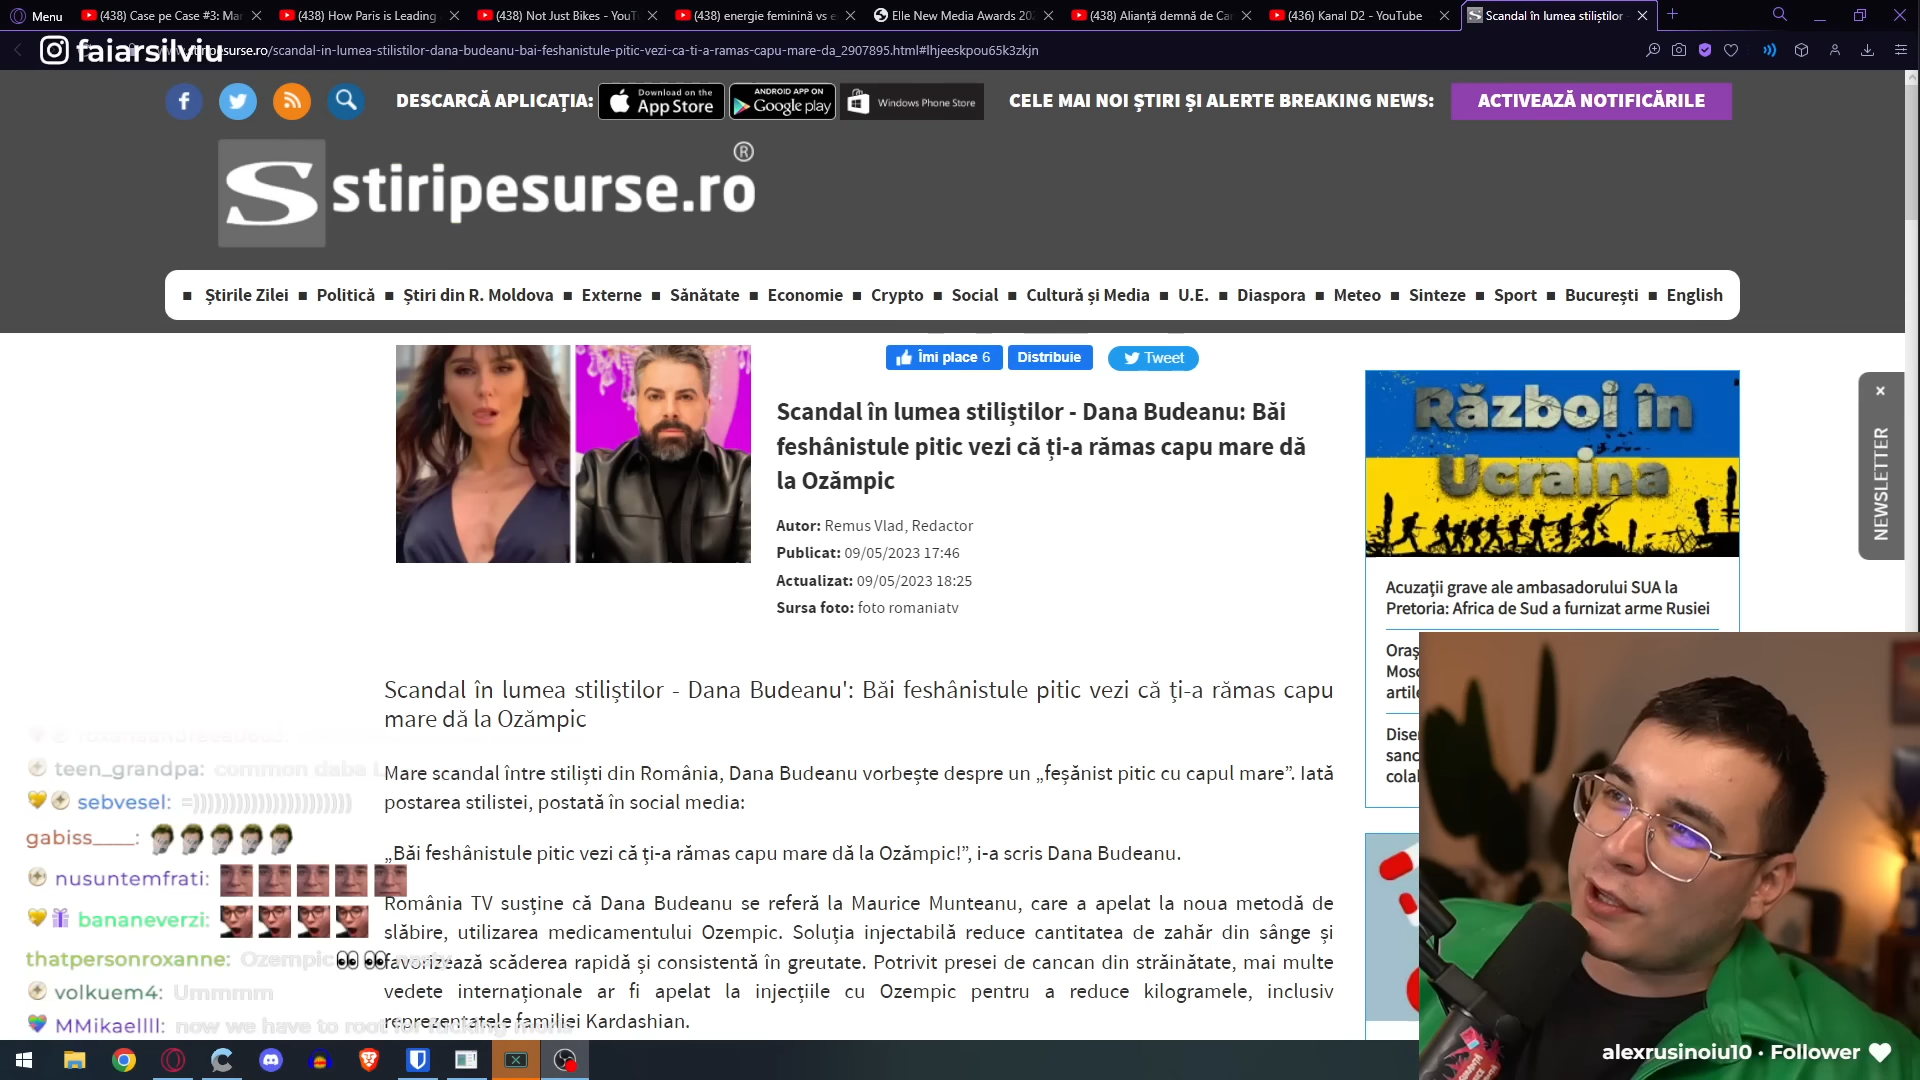 Menu
(438) Case pe Case #3: Mar
(438) How Paris is Leading
(438) Not Just Bikes - YouT
(438) energie feminină vs e
Elle New Media Awards 202
(438) Alianță demnă de Car
(436) Kanal D2 - YouTube
Scandal în lumea stiliștilor -
faiarsilviu
stiripesurse.ro/scandal-in-lumea-stilistilor-dana-budeanu-bai-feshanistule-pitic-vezi-ca-ti-a-ramas-capu-mare-da_2907895.html#lhjeeskpou65k3zkjn
DESCARCĂ APLICAȚIA:
Download on the
App Store
ANDROID APP ON
Google play
Windows Phone Store
CELE MAI NOI ȘTIRI ȘI ALERTE BREAKING NEWS:
ACTIVEAZĂ NOTIFICĂRILE
S stiripesurse.ro®
Știrile Zilei
Politică
Știri din R. Moldova
Externe
Sănătate
Economie
Crypto
Social
Cultură și Media
U.E.
Diaspora
Meteo
Sinteze
Sport
București
English
Îmi place 6
Distribuie
Tweet
Scandal în lumea stiliștilor - Dana Budeanu: Băi
feshânistule pitic vezi că ți-a rămas capu mare dă
la Ozămpic
Autor: Remus Vlad, Redactor
Publicat: 09/05/2023 17:46
Actualizat: 09/05/2023 18:25
Sursa foto: foto romaniatv
Război în
Ucraina
Acuzații grave ale ambasadorului SUA la
Pretoria: Africa de Sud a furnizat arme Rusiei
Oraș
Mosc
artile
Diser
sanc
colal
× NEWSLETTER
Scandal în lumea stiliștilor - Dana Budeanu': Băi feshânistule pitic vezi că ți-a rămas capu
mare dă la Ozămpic
Mare scandal între stiliști din România, Dana Budeanu vorbește despre un „feșănist pitic cu capul mare”. Iată
postarea stilistei, postată în social media:
„Băi feshânistule pitic vezi că ți-a rămas capu mare dă la Ozămpic!”, i-a scris Dana Budeanu.
România TV susține că Dana Budeanu se referă la Maurice Munteanu, care a apelat la noua metodă de
slăbire, utilizarea medicamentului Ozempic. Soluția injectabilă reduce cantitatea de zahăr din sânge și
favorizează scăderea rapidă și consistentă în greutate. Potrivit presei de cancan din străinătate, mai multe
vedete internaționale ar fi apelat la injecțiile cu Ozempic pentru a reduce kilogramele, inclusiv
reprezentatele familiei Kardashian.
teen_grandpa: common daba L
sebvesel: =))))))))))))))))))))))
gabiss____:
nusuntemfrati:
bananeverzi:
thatpersonroxanne: Ozempic
volkuem4: Ummmm
MMikaellll: now we have to root for fucking
alexrusinoiu10 · Follower